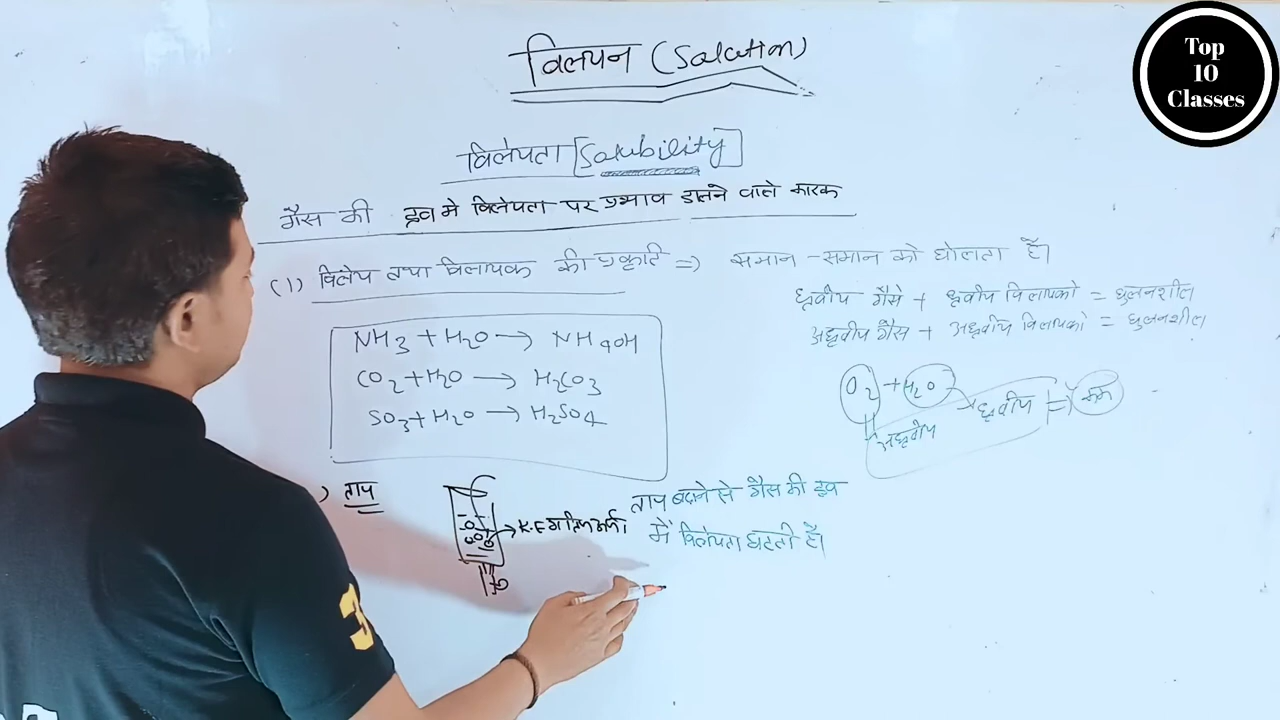 Top
10
Classes
विलयन (Solution)
विलेयता [Solubility]
गैस की द्रव मे विलेयता पर प्रभाव डालने वाले कारक
(1) विलेय तथा विलायक की प्रकृति => समान-समान को घोलता है।
ध्रुवीय गैसे + ध्रुवीय विलायको = घुलनशील
अध्रुवीय गैस + अध्रुवीय विलायको = घुलनशील
NH3 + H2O → NH4OH
CO2 + H2O → H2CO3
SO3 + H2O → H2SO4
O2 + H2O → ध्रुवीय => कम
अध्रुवीय
) ताप
K.E गतिज ऊर्जा
ताप बढ़ाने से गैस की द्रव
में विलेयता घटती है।